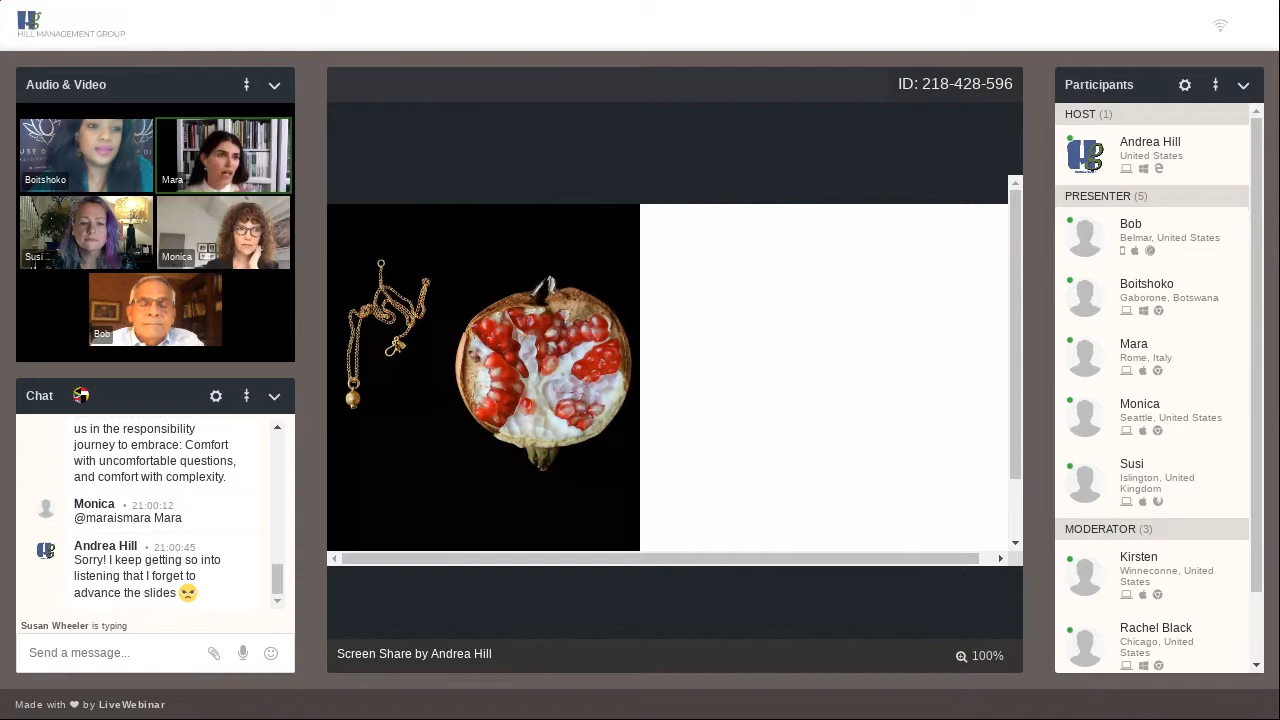 Hg
HILL MANAGEMENT GROUP
Audio & Video
Boitshoko
Mara
Susi
Monica
Bob
Chat
us in the responsibility
journey to embrace: Comfort
with uncomfortable questions,
and comfort with complexity.
Monica • 21:00:12
@maraismara Mara
Andrea Hill • 21:00:45
Sorry! I keep getting so into
listening that I forget to
advance the slides
Susan Wheeler is typing
Send a message...
ID: 218-428-596
Screen Share by Andrea Hill
100%
Participants
HOST (1)
Andrea Hill
United States
PRESENTER (5)
Bob
Belmar, United States
Boitshoko
Gaborone, Botswana
Mara
Rome, Italy
Monica
Seattle, United States
Susi
Islington, United
Kingdom
MODERATOR (3)
Kirsten
Winneconne, United
States
Rachel Black
Chicago, United
States
Made with by LiveWebinar